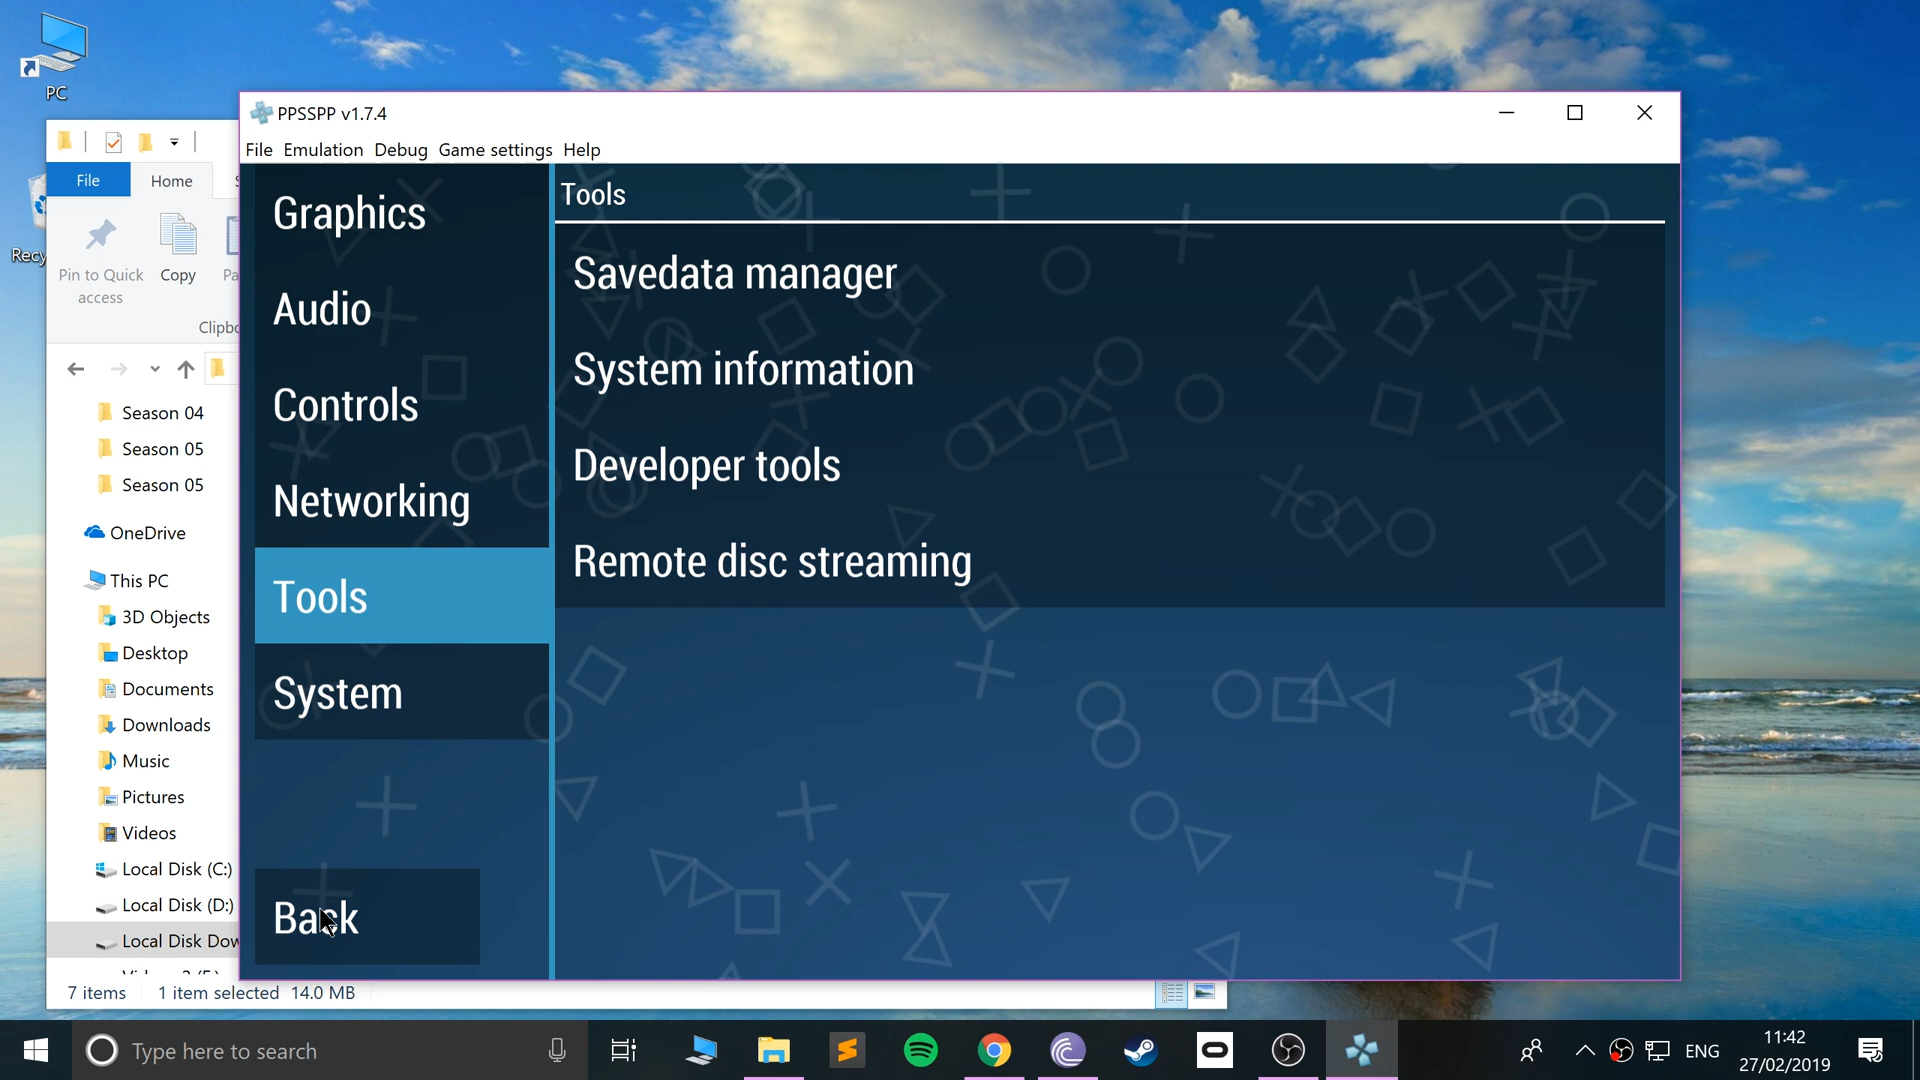 PC
Recy
PPSSPP v1.7.4
File Emulation Debug Game settings Help
File
Home
Pin to Quick
access
Copy
Pa
Clipbo
Season 04
Season 05
Season 05
OneDrive
This PC
3D Objects
Desktop
Documents
Downloads
Music
Pictures
Videos
Local Disk (C:)
Local Disk (D:)
Local Disk Dow
7 items
1 item selected 14.0 MB
Graphics
Audio
Controls
Networking
Tools
System
Back
Tools
Savedata manager
System information
Developer tools
Remote disc streaming
Type here to search
ENG
11:42
27/02/2019